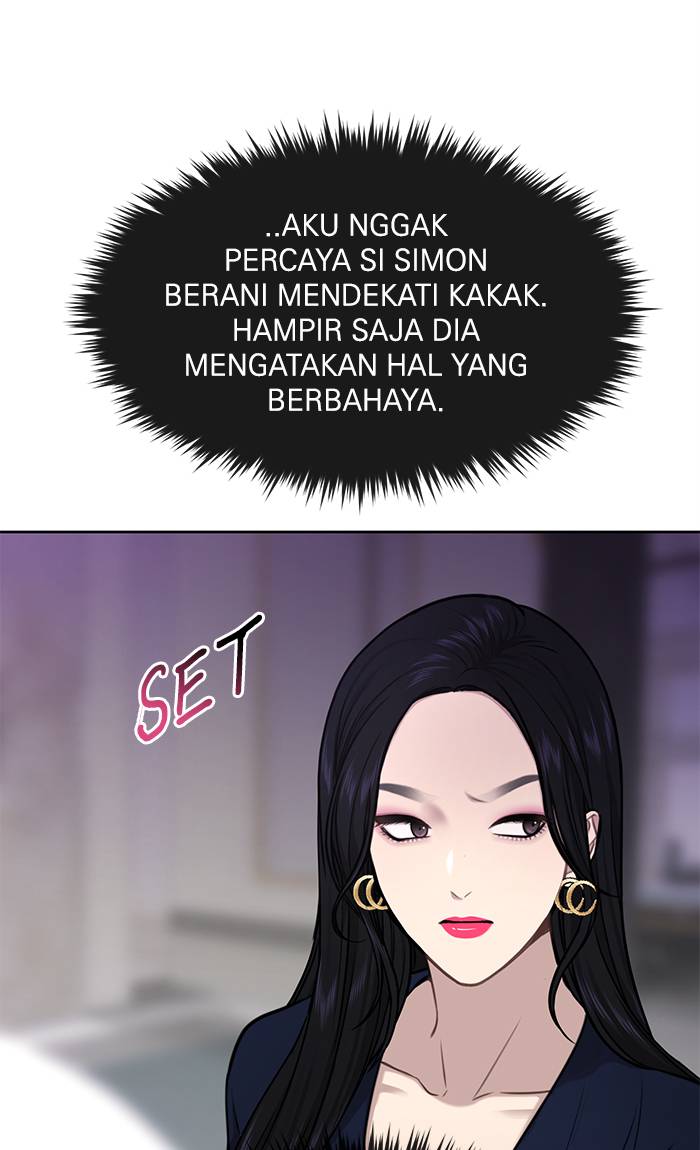 ..AKU NGGAK
PERCAYA SI SIMON
BERANI MENDEKATI KAKAK.
HAMPIR SAJA DIA
MENGATAKAN HAL YANG
BERBAHAYA.
SET